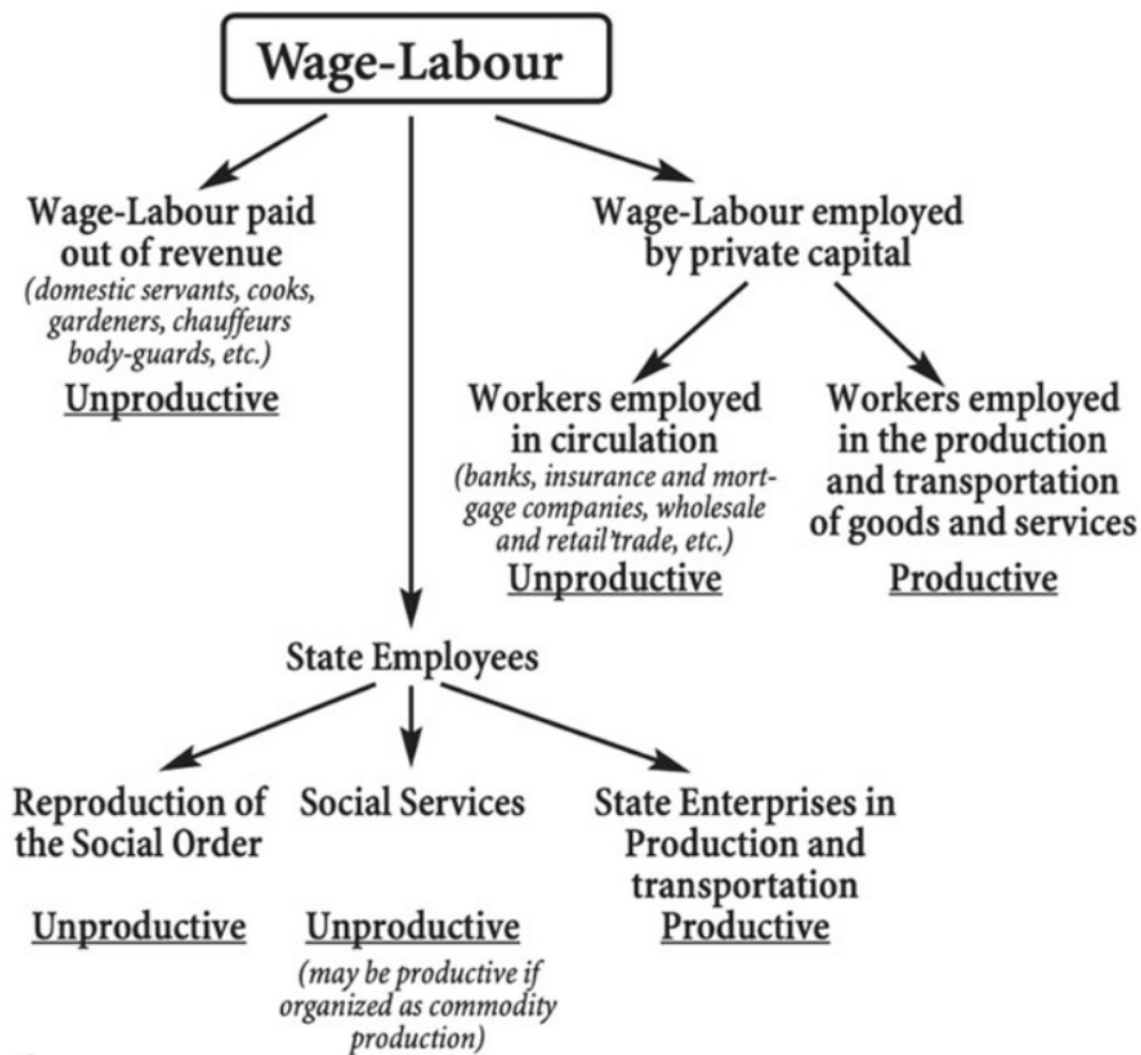 Wage-Labour
Wage-Labour paid
out of revenue
(domestic servants, cooks,
gardeners, chauffeurs
body-guards, etc.)
Unproductive
Wage-Labour employed
by private capital
Workers employed
in circulation
(banks, insurance and mort-
gage companies, wholesale
and retail trade, etc.)
Unproductive
Workers employed
in the production
and transportation
of goods and services
Productive
State Employees
Reproduction of
the Social Order
Unproductive
Social Services
Unproductive
(may be productive if
organized as commodity
production)
State Enterprises in
Production and
transportation
Productive